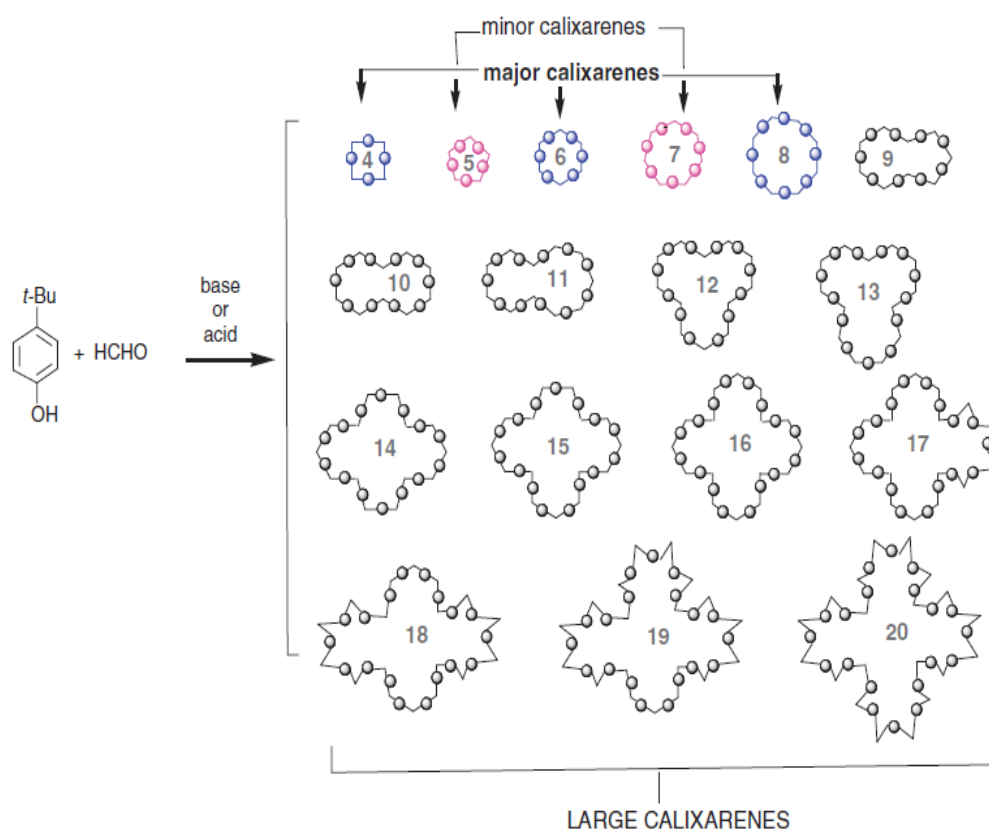 minor calixarenes
major calixarenes
4 5 6 7 8 9
10 11 12 13
t-Bu
+ HCHO
OH
base
or
acid
14 15 16 17
18 19 20
LARGE CALIXARENES